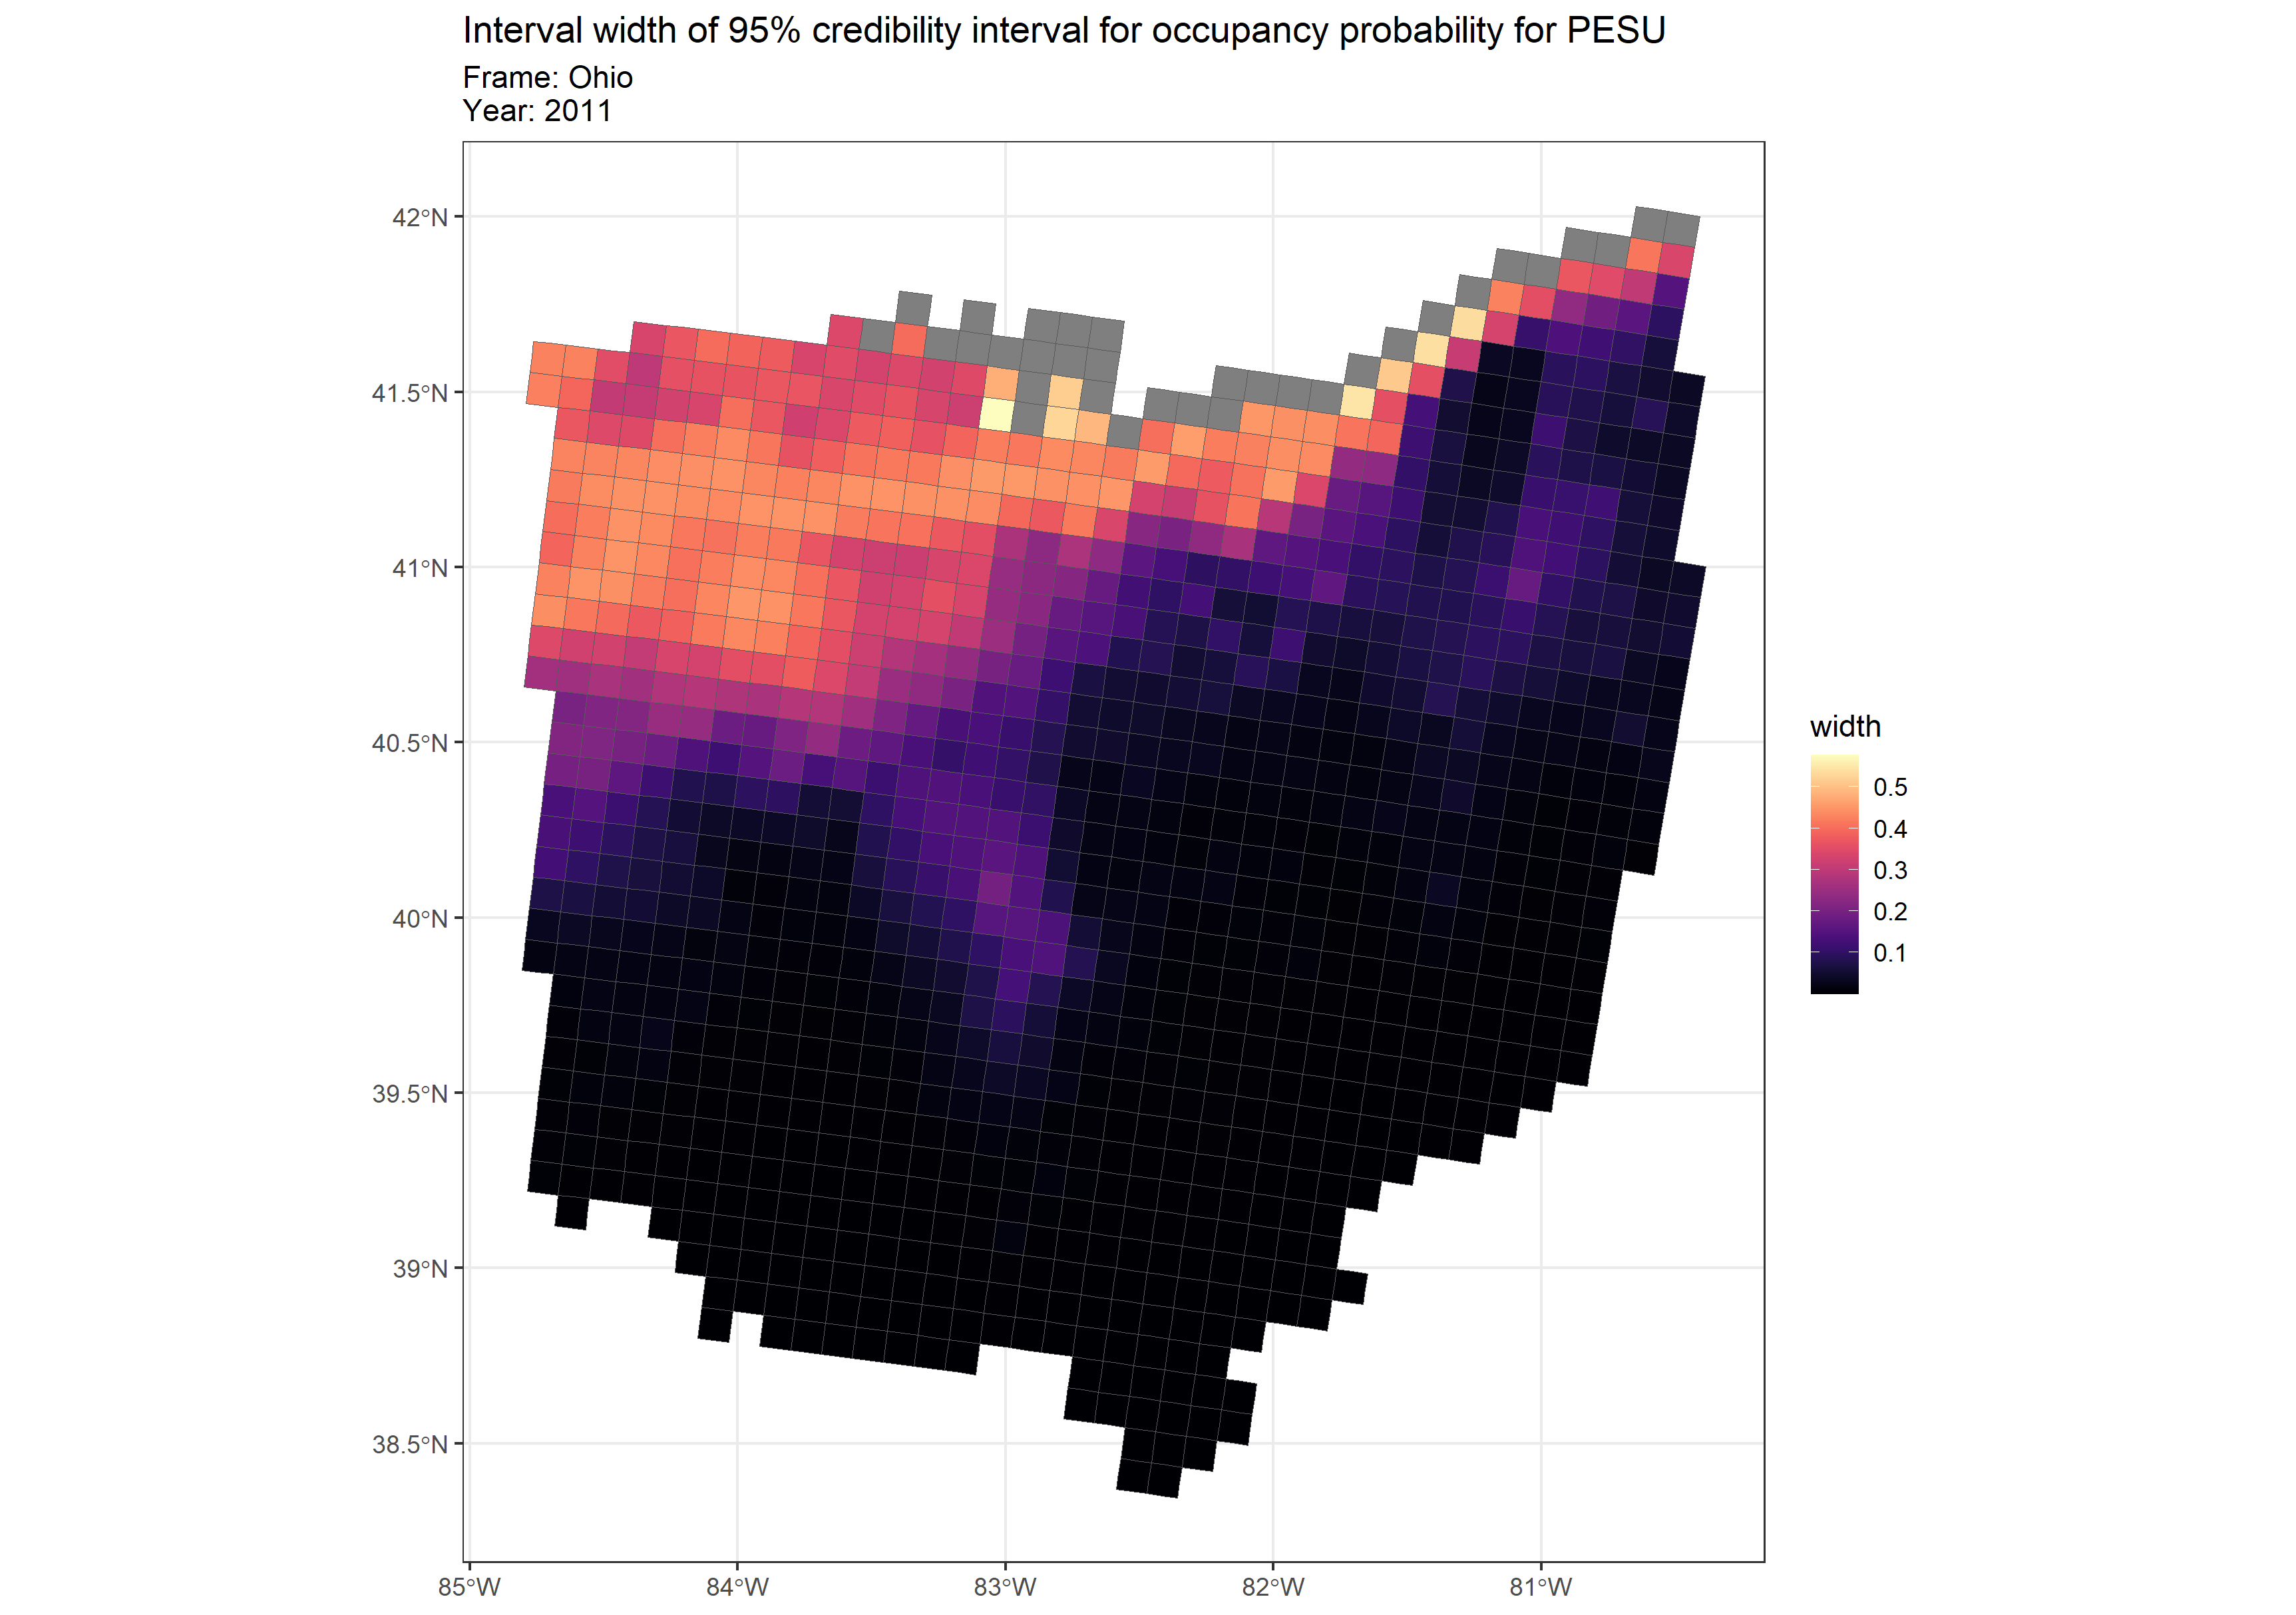 Interval width of 95% credibility interval for occupancy probability for PESU
Frame: Ohio
Year: 2011
42°N
41.5°N
41°N
40.5°N
40°N
39.5°N
39°N
38.5°N
85°W
84°W
83°W
82°W
81°W
width
0.5
0.4
0.3
0.2
0.1